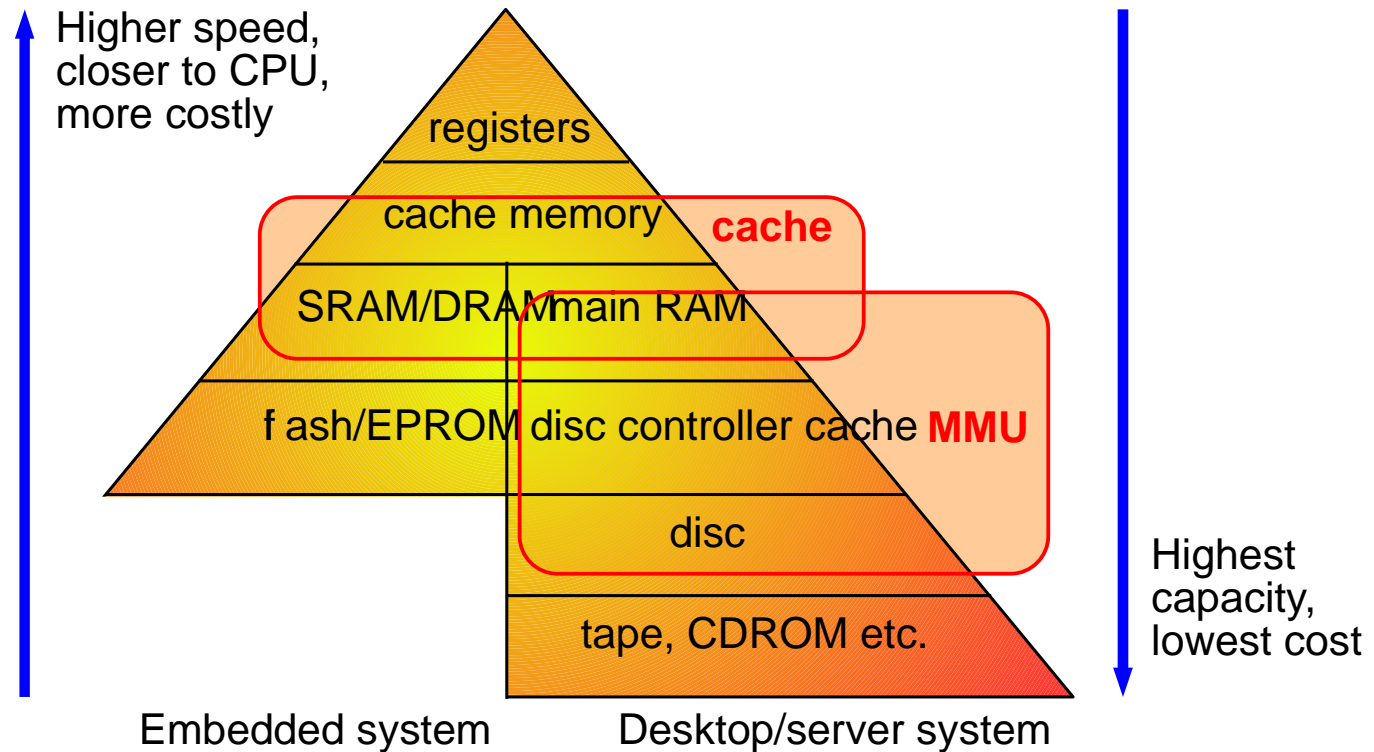 Higher speed,
closer to CPU,
more costly
registers
cache memory
cache
SRAM/DRAM
main RAM
f ash/EPROM
disc controller cache
MMU
disc
tape, CDROM etc.
Highest
capacity,
lowest cost
Embedded system
Desktop/server system